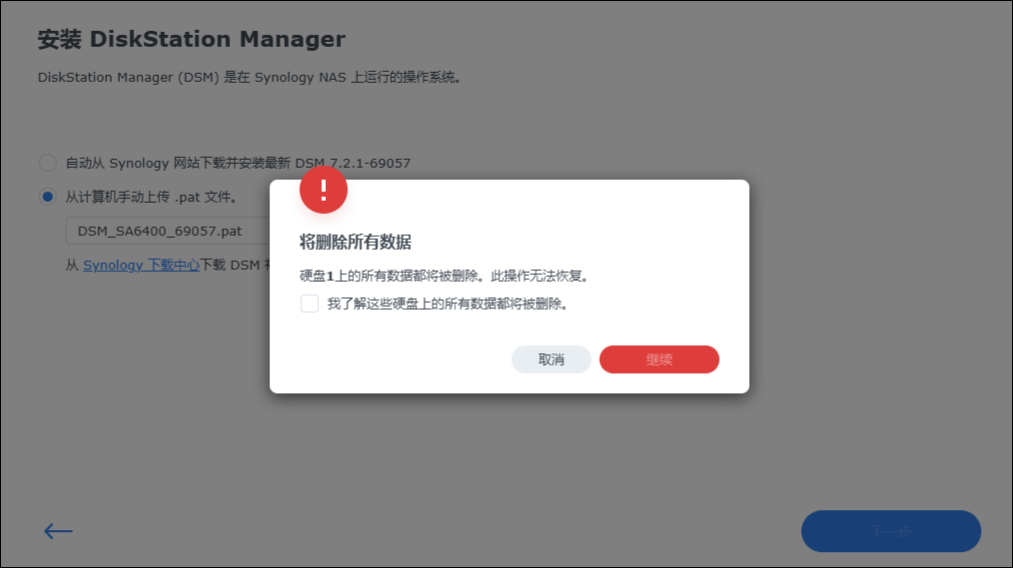 安装 DiskStation Manager
DiskStation Manager (DSM) 是在 Synology NAS 上运行的操作系统。
自动从 Synology 网站下载并安装最新 DSM 7.2.1-69057
从计算机手动上传 .pat 文件。
DSM_SA6400_69057.pat
从 Synology 下载中心下载 DSM
!
将删除所有数据
硬盘1上的所有数据都将被删除。此操作无法恢复。
我了解这些硬盘上的所有数据都将被删除。
取消 继续
下一步